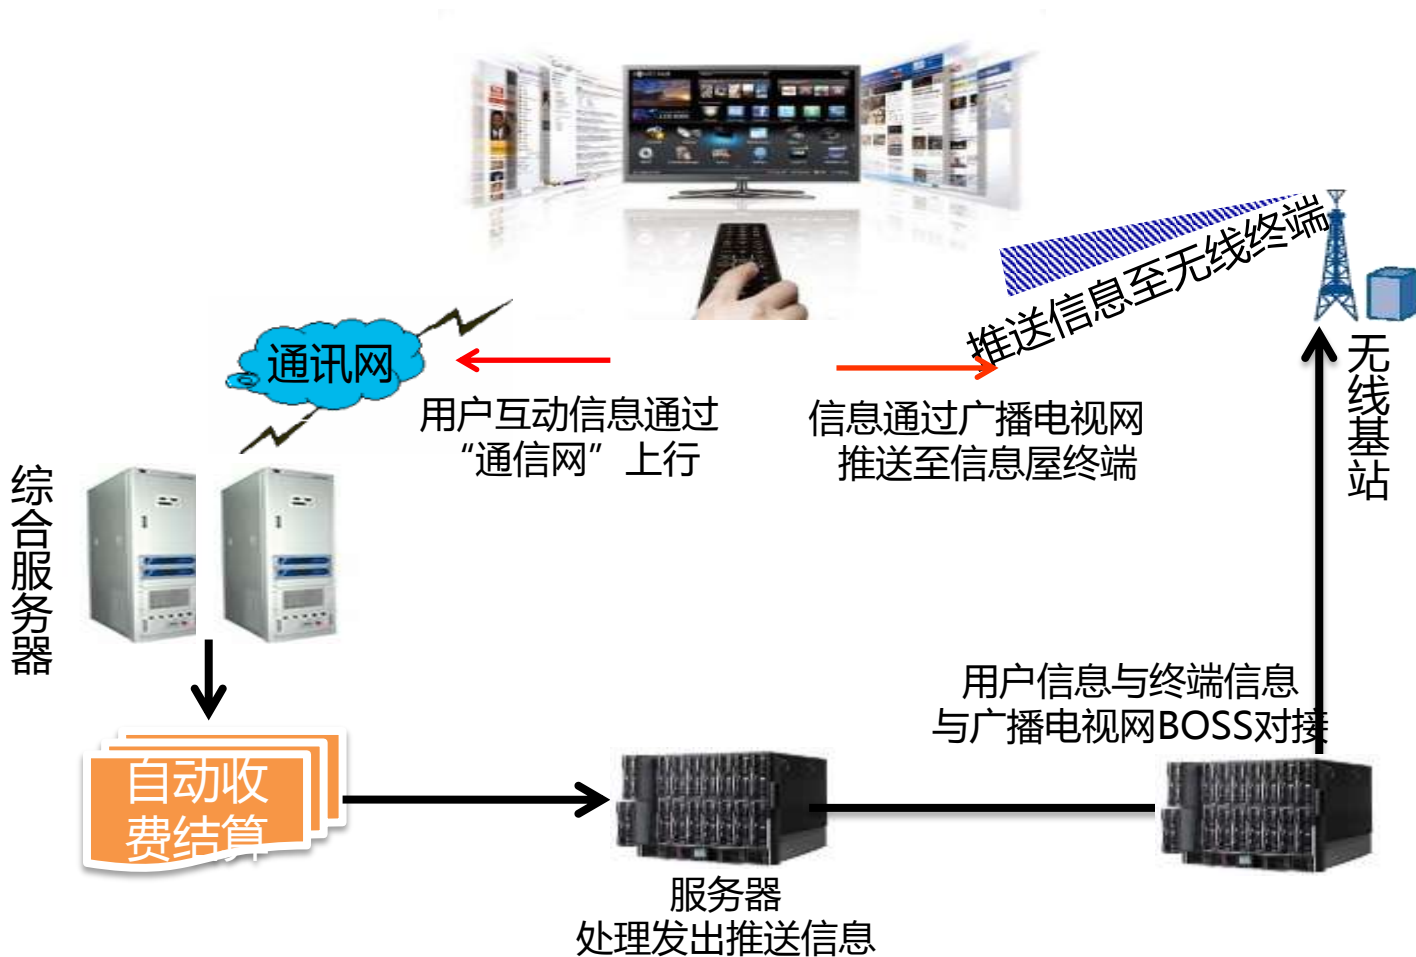 推送信息至无线终端
通讯网
无线基站
用户互动信息通过
“通信网”上行
信息通过广播电视网
推送至信息屋终端
综合服务器
用户信息与终端信息
与广播电视网BOSS对接
自动收
费结算
服务器
处理发出推送信息